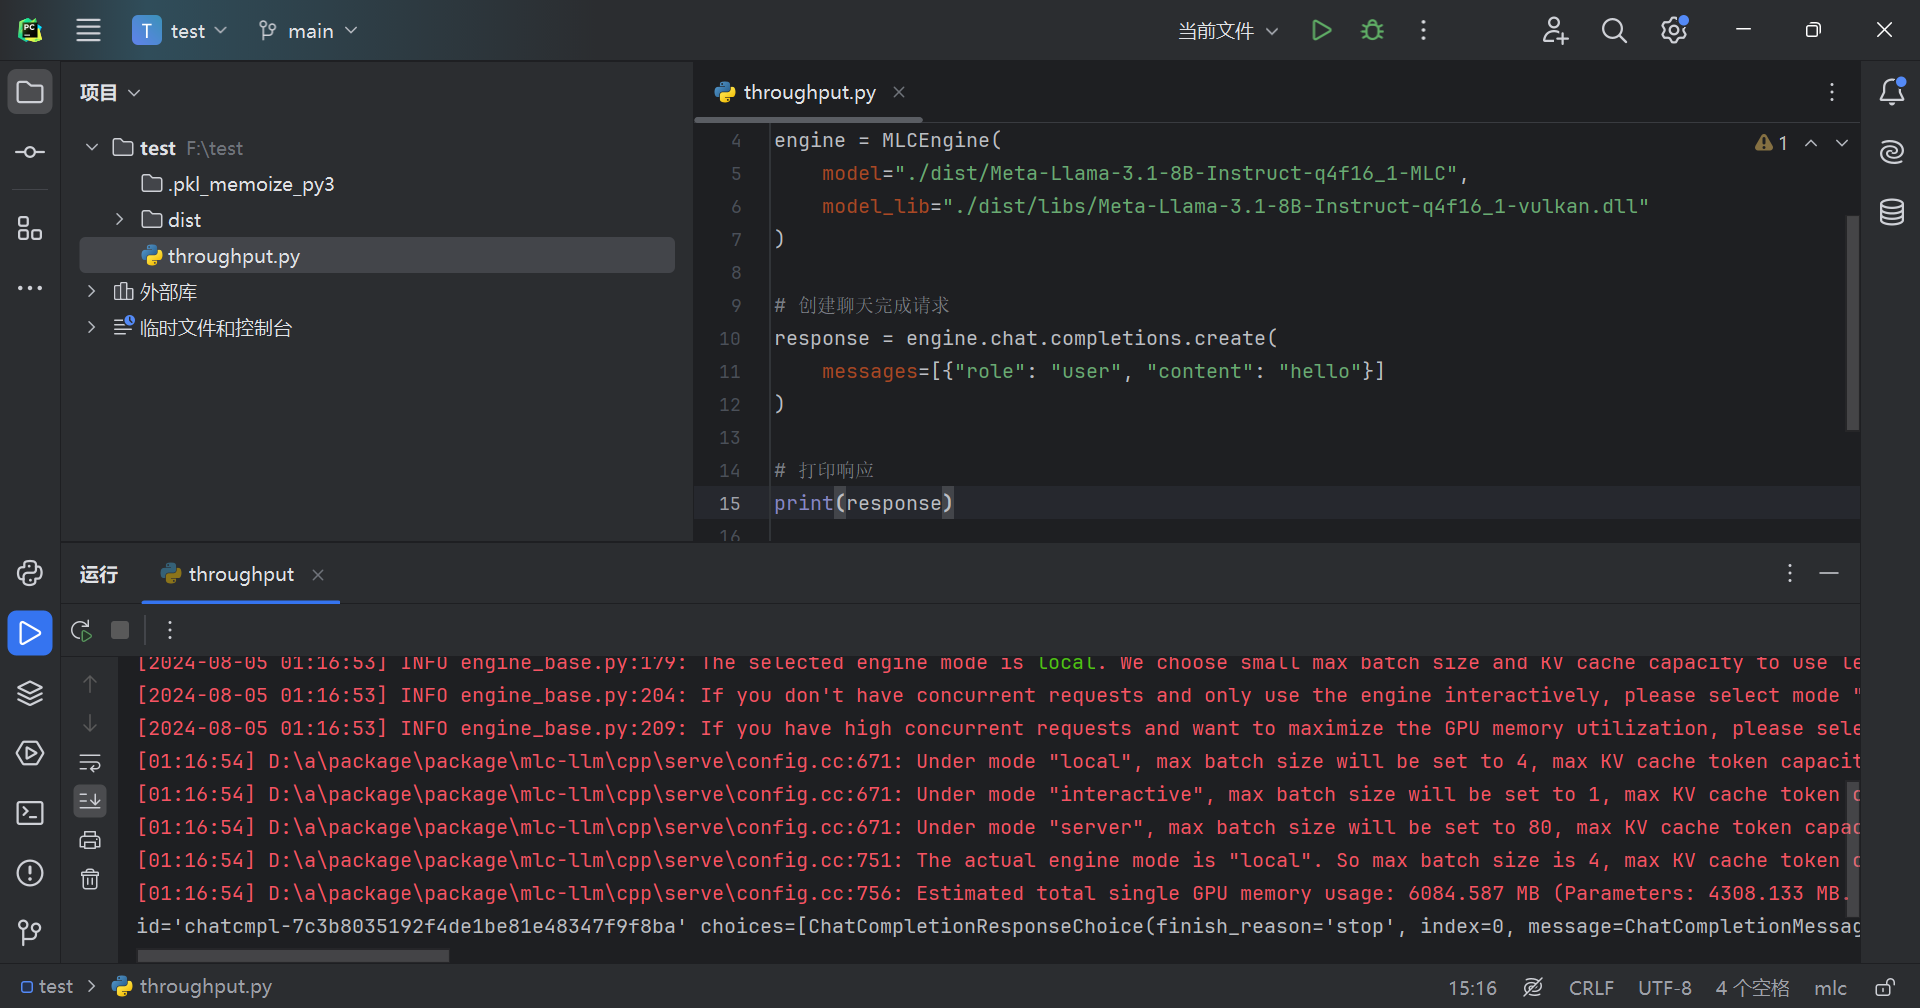 PC
T test main
当前文件
项目
test F:\test
.pkl_memoize_py3
dist
throughput.py
外部库
临时文件和控制台
throughput.py
1
4 engine = MLCEngine(
5 model="./dist/Meta-Llama-3.1-8B-Instruct-q4f16_1-MLC",
6 model_lib="./dist/libs/Meta-Llama-3.1-8B-Instruct-q4f16_1-vulkan.dll"
7 )
8
9 # 创建聊天完成请求
10 response = engine.chat.completions.create(
11 messages=[{"role": "user", "content": "hello"}]
12 )
13
14 # 打印响应
15 print(response)
16
运行 throughput
[2024-08-05 01:16:53] INFO engine_base.py:179: The selected engine mode is local. We choose small max batch size and KV cache capacity to use le
[2024-08-05 01:16:53] INFO engine_base.py:204: If you don't have concurrent requests and only use the engine interactively, please select mode "
[2024-08-05 01:16:53] INFO engine_base.py:209: If you have high concurrent requests and want to maximize the GPU memory utilization, please sele
[01:16:54] D:\a\package\package\mlc-llm\cpp\serve\config.cc:671: Under mode "local", max batch size will be set to 4, max KV cache token capacit
[01:16:54] D:\a\package\package\mlc-llm\cpp\serve\config.cc:671: Under mode "interactive", max batch size will be set to 1, max KV cache token c
[01:16:54] D:\a\package\package\mlc-llm\cpp\serve\config.cc:671: Under mode "server", max batch size will be set to 80, max KV cache token capac
[01:16:54] D:\a\package\package\mlc-llm\cpp\serve\config.cc:751: The actual engine mode is "local". So max batch size is 4, max KV cache token c
[01:16:54] D:\a\package\package\mlc-llm\cpp\serve\config.cc:756: Estimated total single GPU memory usage: 6084.587 MB (Parameters: 4308.133 MB.
id='chatcmpl-7c3b8035192f4de1be81e48347f9f8ba' choices=[ChatCompletionResponseChoice(finish_reason='stop', index=0, message=ChatCompletionMessag
test throughput.py
15:16 CRLF UTF-8 4 个空格 mlc